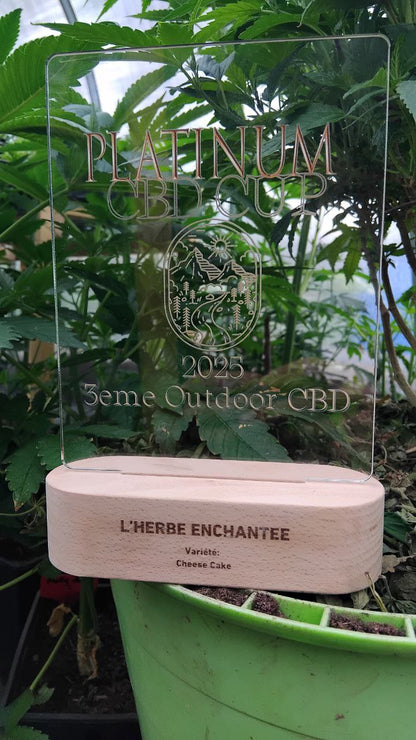 PLATINUM
CBD CUP
2025
3eme Outdoor CBD
L'HERBE ENCHANTEE
Variété:
Cheese Cake